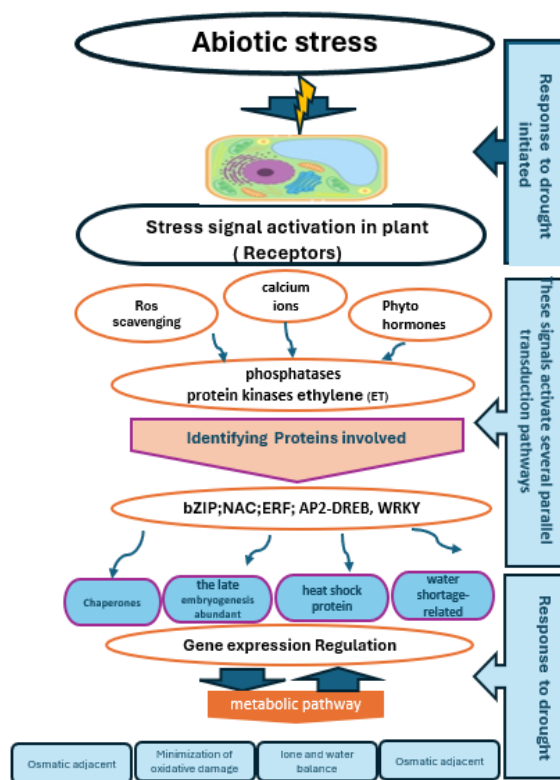 Abiotic stress
Response to drought
initiated
Stress signal activation in plant
( Receptors)
Ros
scavenging
calcium
ions
Phyto
hormones
These signals activate several parallel
transduction pathways
phosphatases
protein kinases ethylene (ET)
Identifying Proteins involved
bZIP;NAC;ERF; AP2-DREB, WRKY
Chaperones
the late
embryogenesis
abundant
heat shock
protein
water
shortage-
related
Gene expression Regulation
Response to drought
metabolic pathway
Osmatic adjacent
Minimization of
oxidative damage
Ione and water
balance
Osmatic adjacent